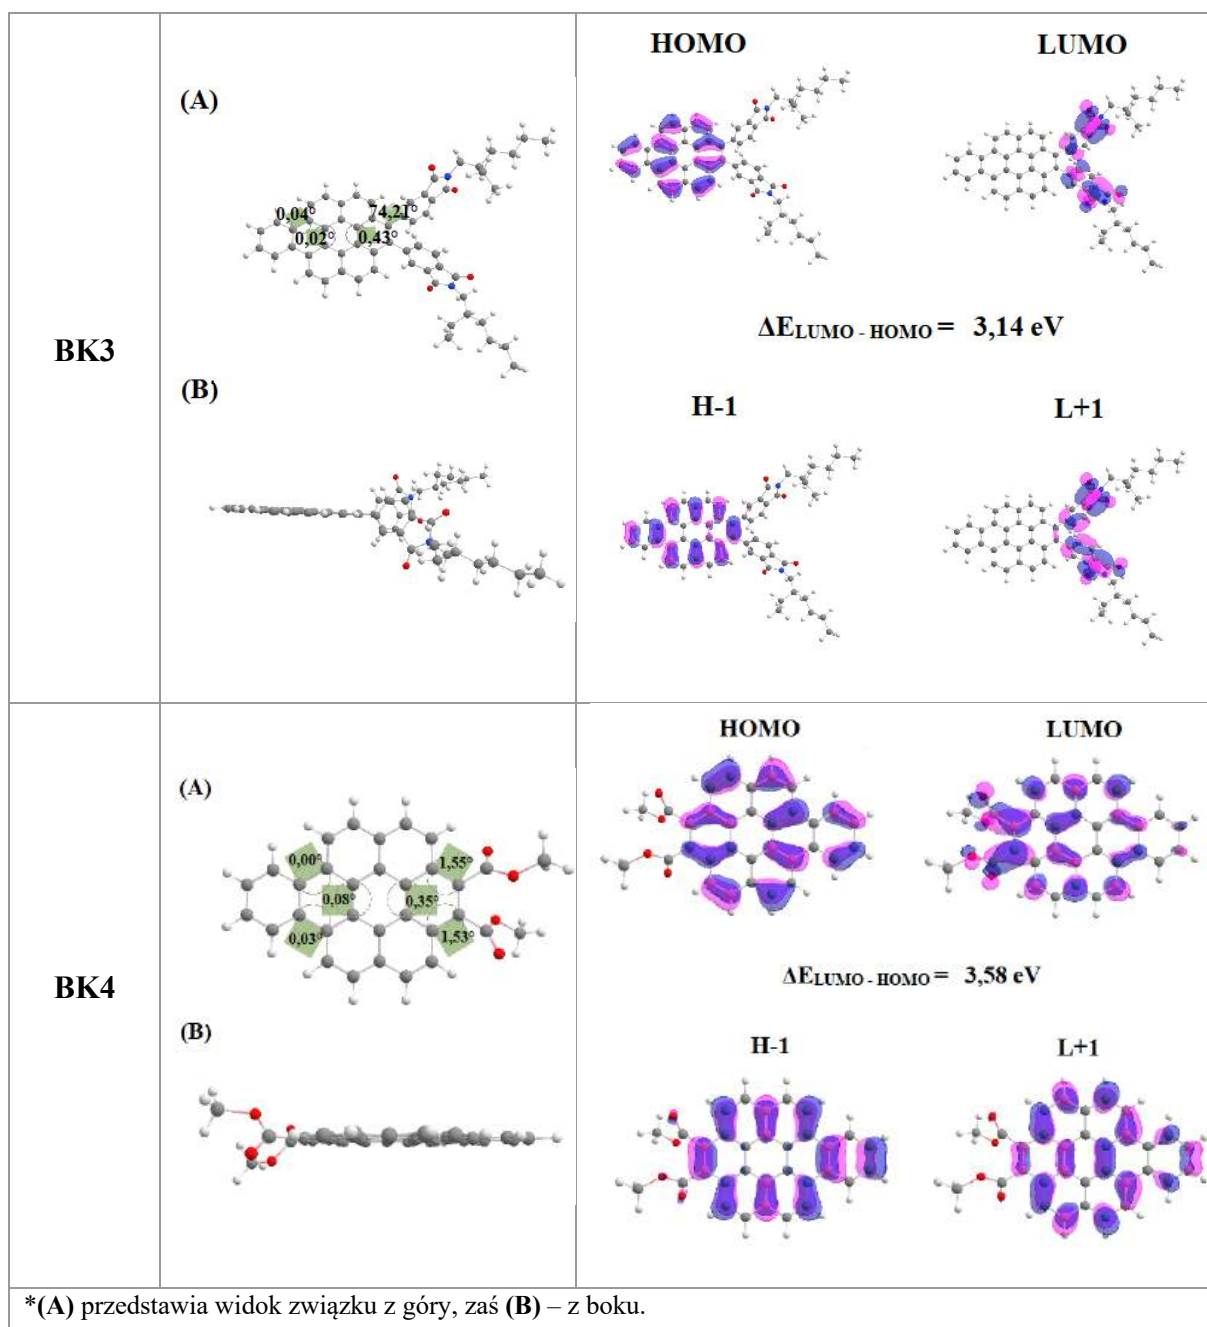 BK3
(A)
0,04°
74,21°
0,02°
0,43°
(B)
HOMO
LUMO
ΔELUMO - HOMO = 3,14 eV
H-1
L+1
BK4
(A)
0,00°
1,55°
0,08°
0,35°
0,03°
1,53°
(B)
HOMO
LUMO
ΔELUMO - HOMO = 3,58 eV
H-1
L+1
*(A) przedstawia widok związku z góry, zaś (B) – z boku.